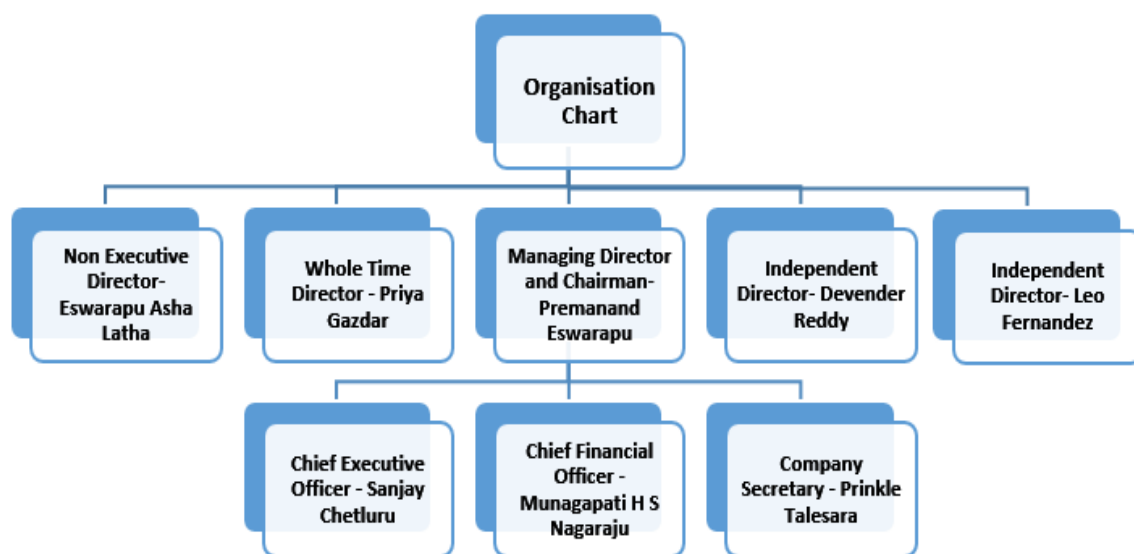 Organisation
Chart
Non Executive
Director-
Eswarapu Asha
Latha
Whole Time
Director - Priya
Gazdar
Managing Director
and Chairman-
Premanand
Eswarapu
Independent
Director- Devender
Reddy
Independent
Director- Leo
Fernandez
Chief Executive
Officer - Sanjay
Chetluru
Chief Financial
Officer -
Munagapati H S
Nagaraju
Company
Secretary - Prinkle
Talesara